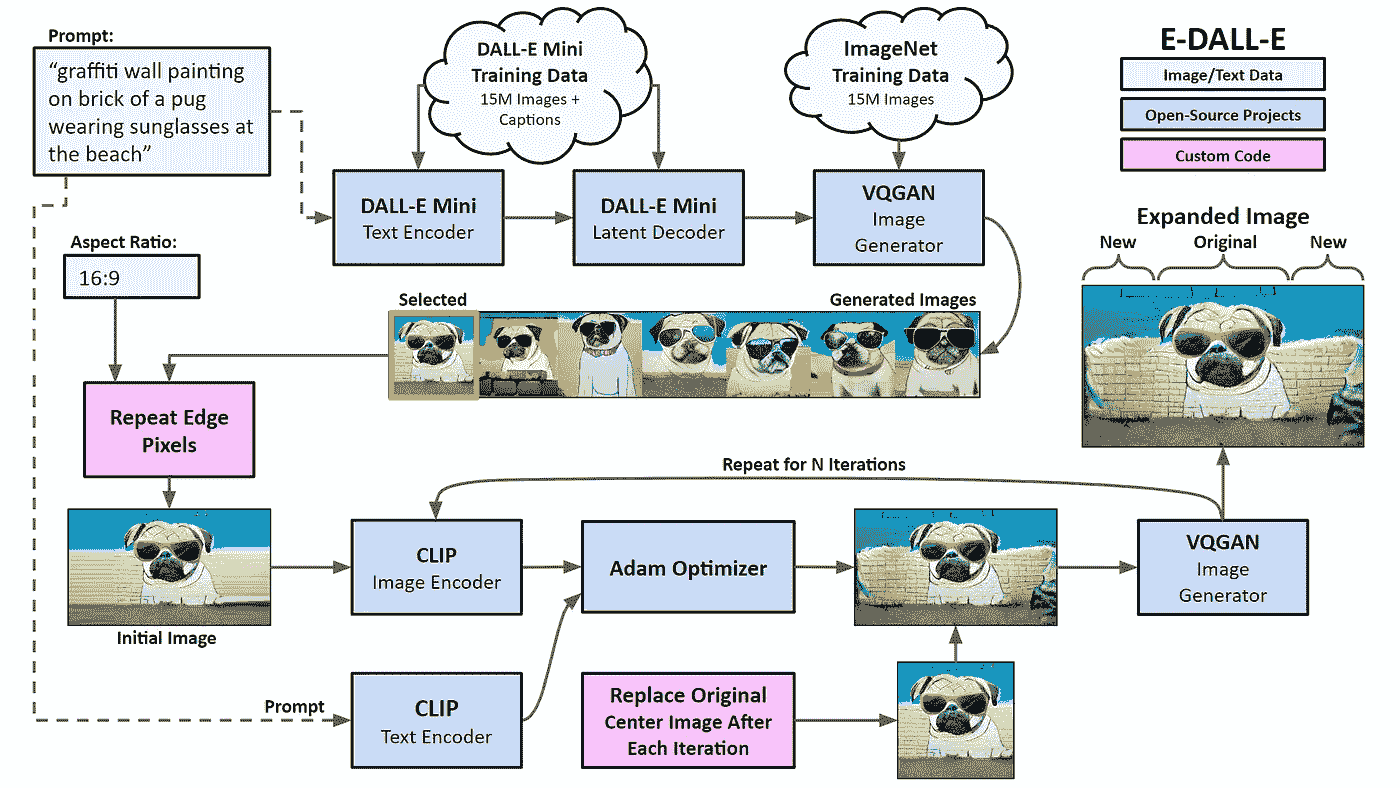 Prompt:
“graffiti wall painting
on brick of a pug
wearing sunglasses at
the beach”
DALL-E Mini
Training Data
15M Images +
Captions
ImageNet
Training Data
15M Images
E-DALL-E
Image/Text Data
Open-Source Projects
Custom Code
DALL-E Mini
Text Encoder
DALL-E Mini
Latent Decoder
VQGAN
Image
Generator
Aspect Ratio:
16:9
Selected
Generated Images
Expanded Image
New
Original
New
Repeat Edge
Pixels
Repeat for N Iterations
Initial Image
CLIP
Image Encoder
Adam Optimizer
VQGAN
Image
Generator
Prompt
CLIP
Text Encoder
Replace Original
Center Image After
Each Iteration